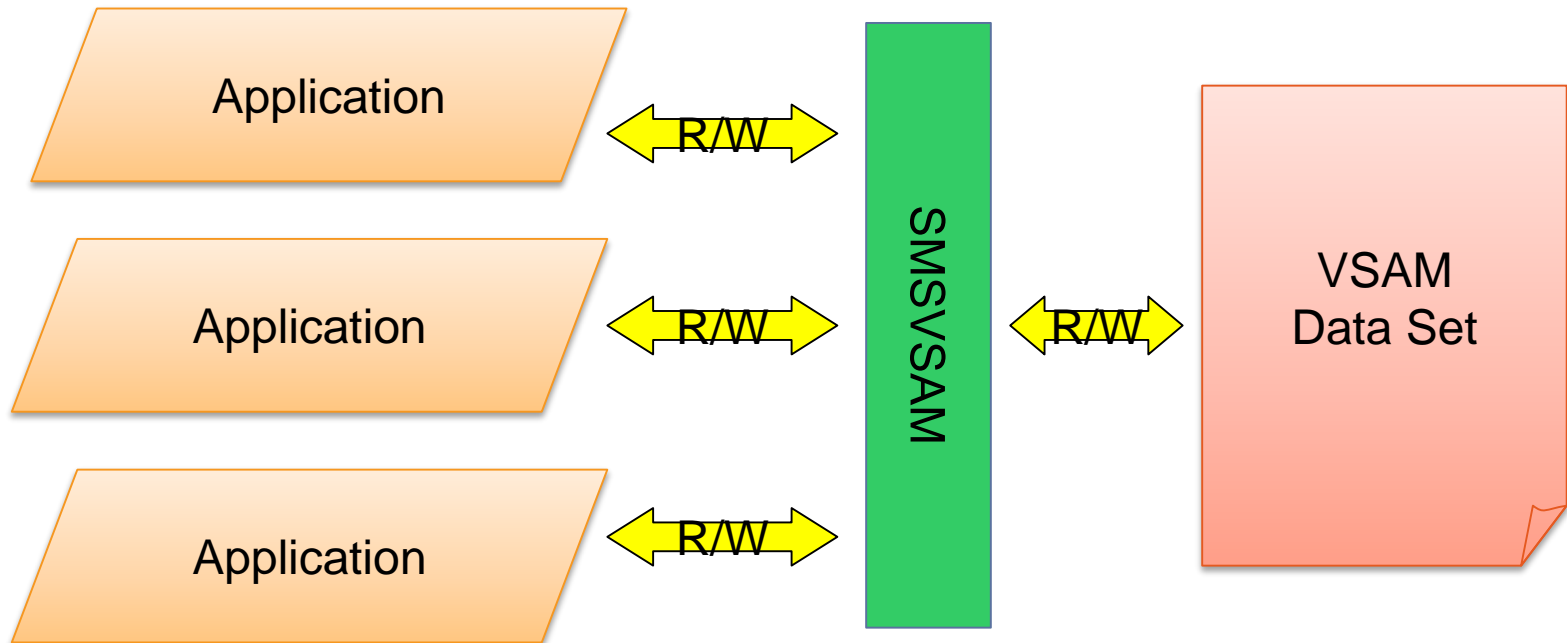 Application
R/W
Application
R/W
Application
R/W
SMSVSAM
R/W
VSAM
Data Set